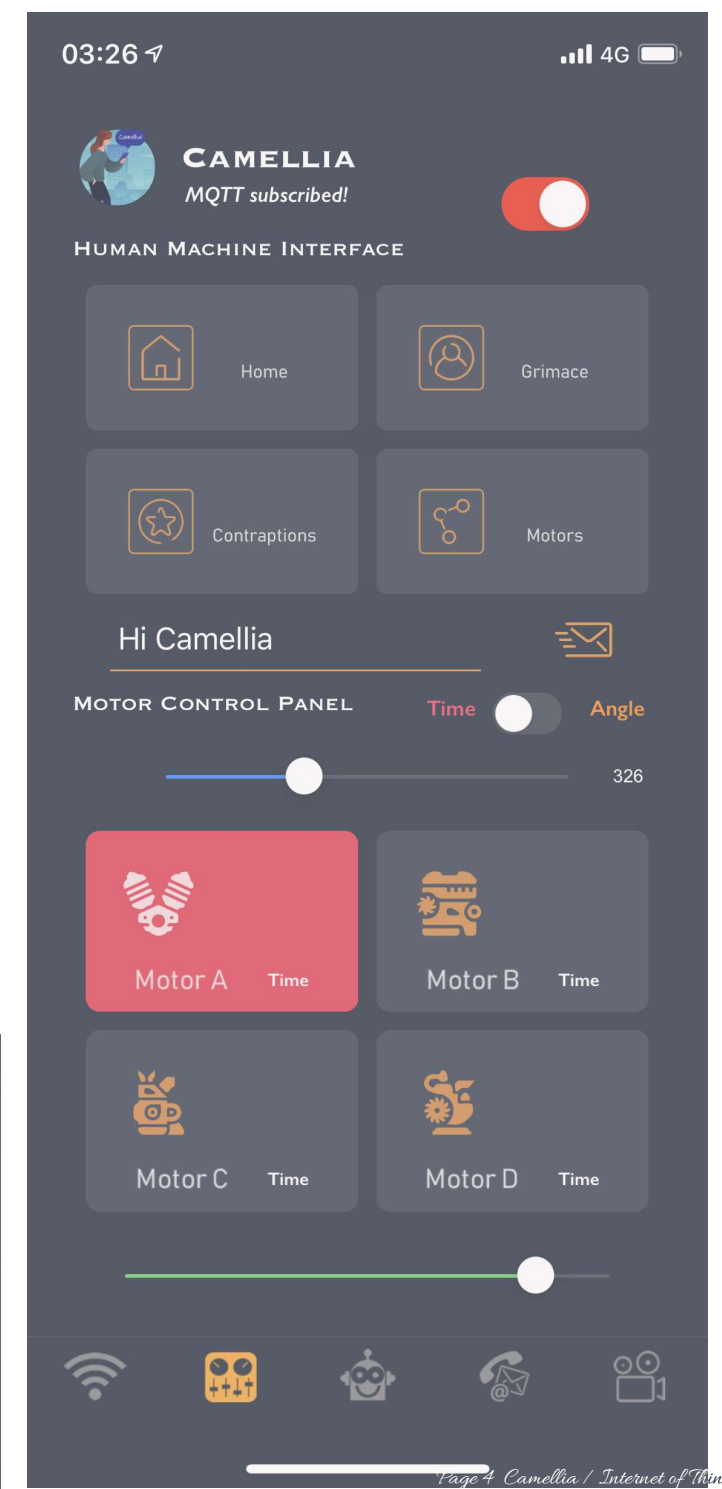 03:26
4G
CAMELLIA
MQTT subscribed!
HUMAN MACHINE INTERFACE
Home
Grimace
Contraptions
Motors
Hi Camellia
MOTOR CONTROL PANEL Time Angle
326
Motor A Time
Motor B Time
Motor C Time
Motor D Time
Page 4 Camellia / Internet of Thin